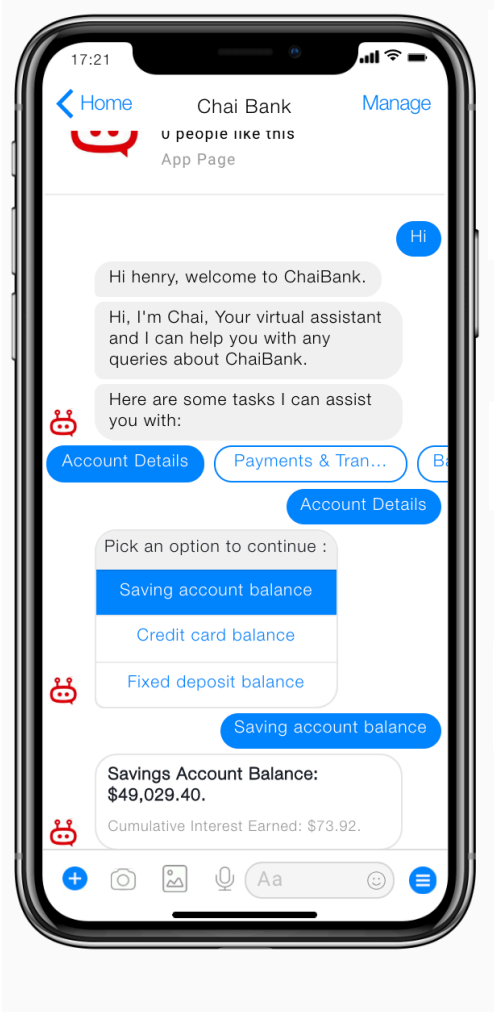 17:21
Home
Chai Bank
Manage
0 people like this
App Page
Hi
Hi henry, welcome to ChaiBank.
Hi, I'm Chai, Your virtual assistant
and I can help you with any
queries about ChaiBank.
Here are some tasks I can assist
you with:
Account Details
Payments & Tran...
Ba
Account Details
Pick an option to continue :
Saving account balance
Credit card balance
Fixed deposit balance
Saving account balance
Savings Account Balance:
$49,029.40.
Cumulative Interest Earned: $73.92.
Aa